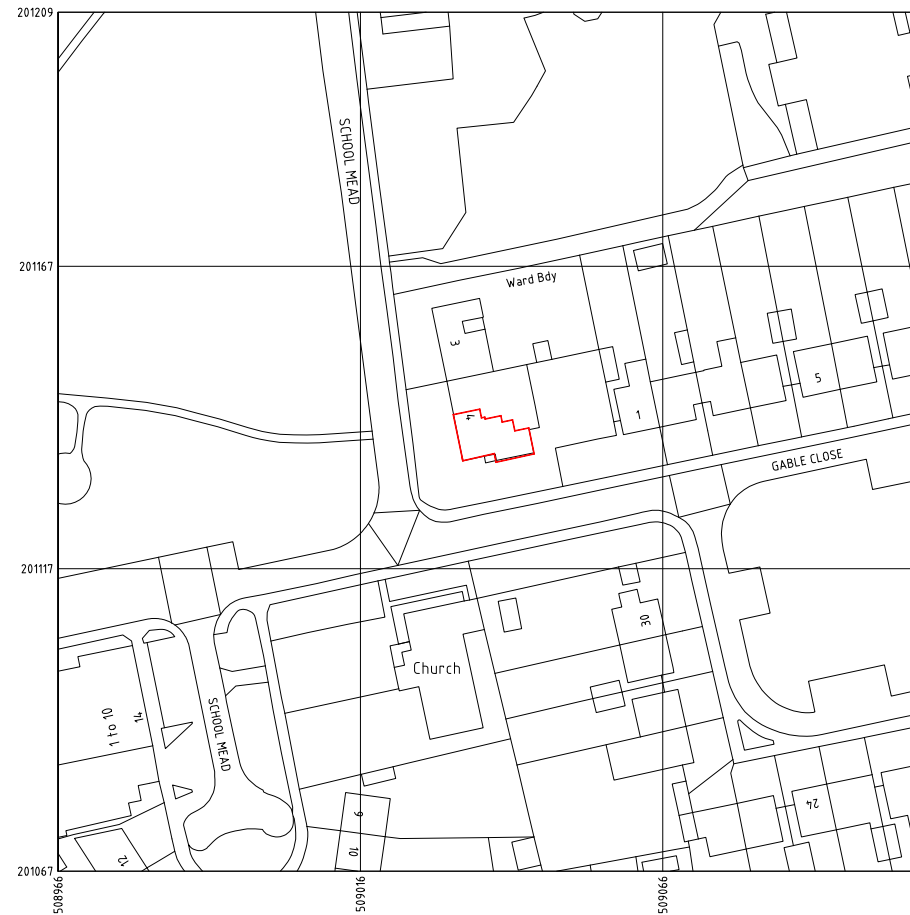 201209
SCHOOL MEAD
201167
Ward Bdy
3
5
4
1
GABLE CLOSE
201117
30
Church
SCHOOL MEAD
14
1 to 10
24
9
10
12
201067
508966
509016
509066